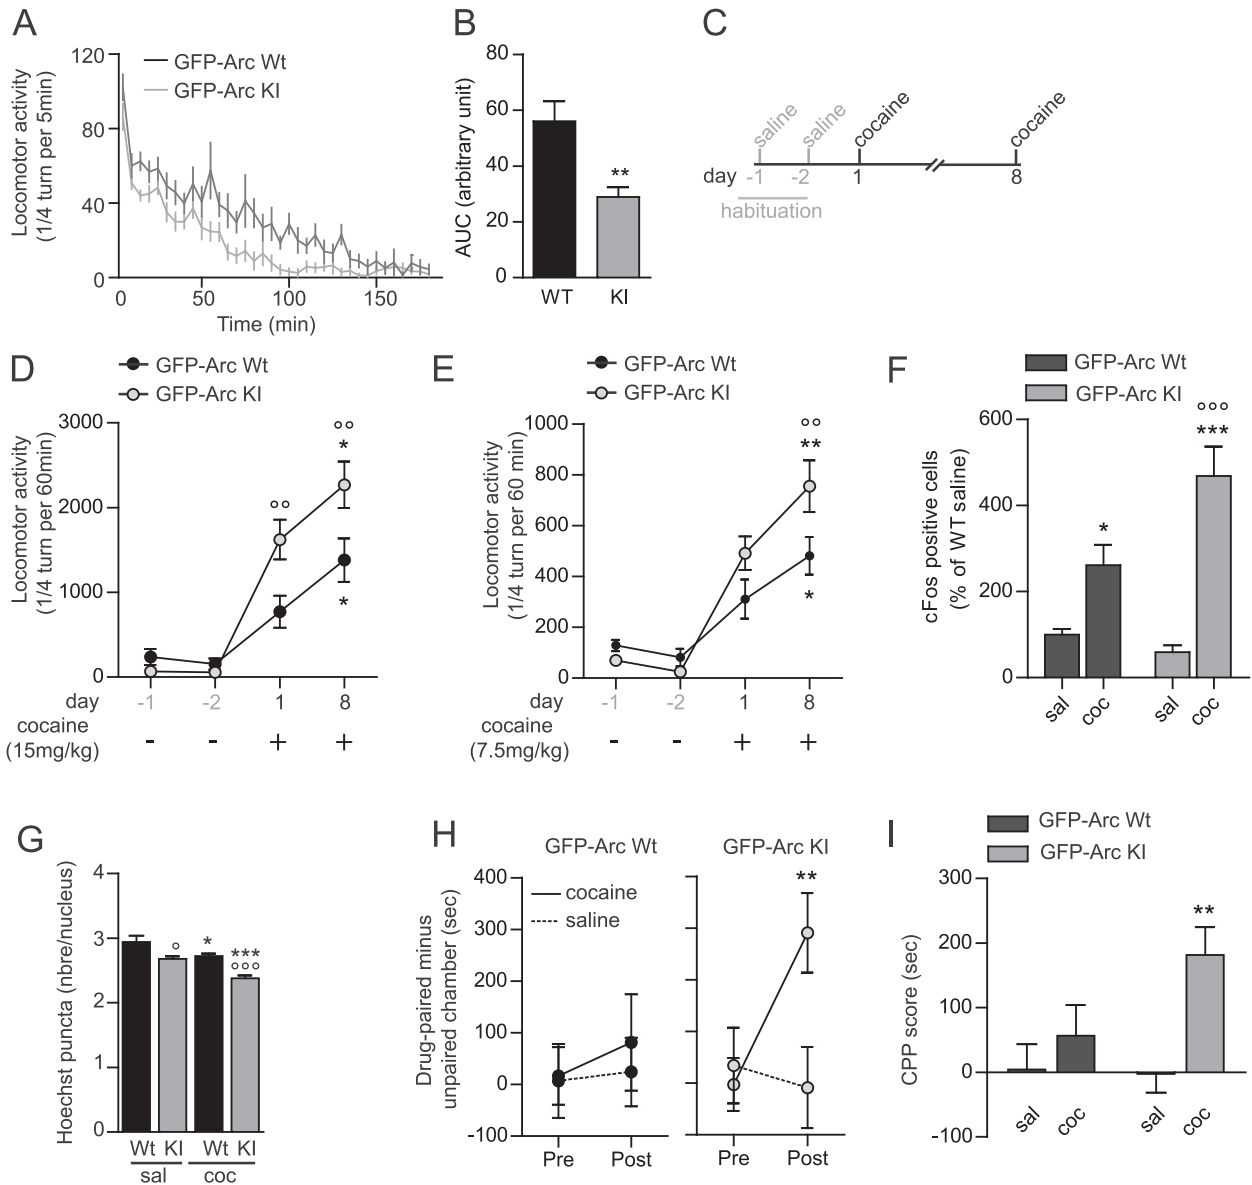 A
GFP-Arc Wt
GFP-Arc KI
Locomotor activity
(1/4 turn per 5min)
120
80
40
0
0
50
100
150
Time (min)
B
AUC (arbitrary unit)
80
60
40
20
0
**
WT
KI
C
saline
saline
cocaine
cocaine
day
-1
-2
1
8
habituation
D
GFP-Arc Wt
GFP-Arc KI
Locomotor activity
(1/4 turn per 60min)
3000
2000
1000
0
°°
°°
*
*
day
-1
-2
1
8
cocaine
(15mg/kg)
-
-
+
+
E
GFP-Arc Wt
GFP-Arc KI
Locomotor activity
(1/4 turn per 60 min)
1000
800
600
400
200
0
°°
**
*
day
-1
-2
1
8
cocaine
(7.5mg/kg)
-
-
+
+
F
GFP-Arc Wt
GFP-Arc KI
cFos positive cells
(% of WT saline)
600
400
200
0
*
°°°
***
sal
coc
sal
coc
G
Hoechst puncta (nbre/nucleus)
4
3
2
1
0
°
*
***
°°°
Wt KI
Wt KI
sal
coc
H
GFP-Arc Wt
GFP-Arc KI
Drug-paired minus
unpaired chamber (sec)
400
300
200
100
0
-100
cocaine
saline
**
Pre
Post
Pre
Post
I
GFP-Arc Wt
GFP-Arc KI
CPP score (sec)
300
200
100
0
-100
**
sal
coc
sal
coc